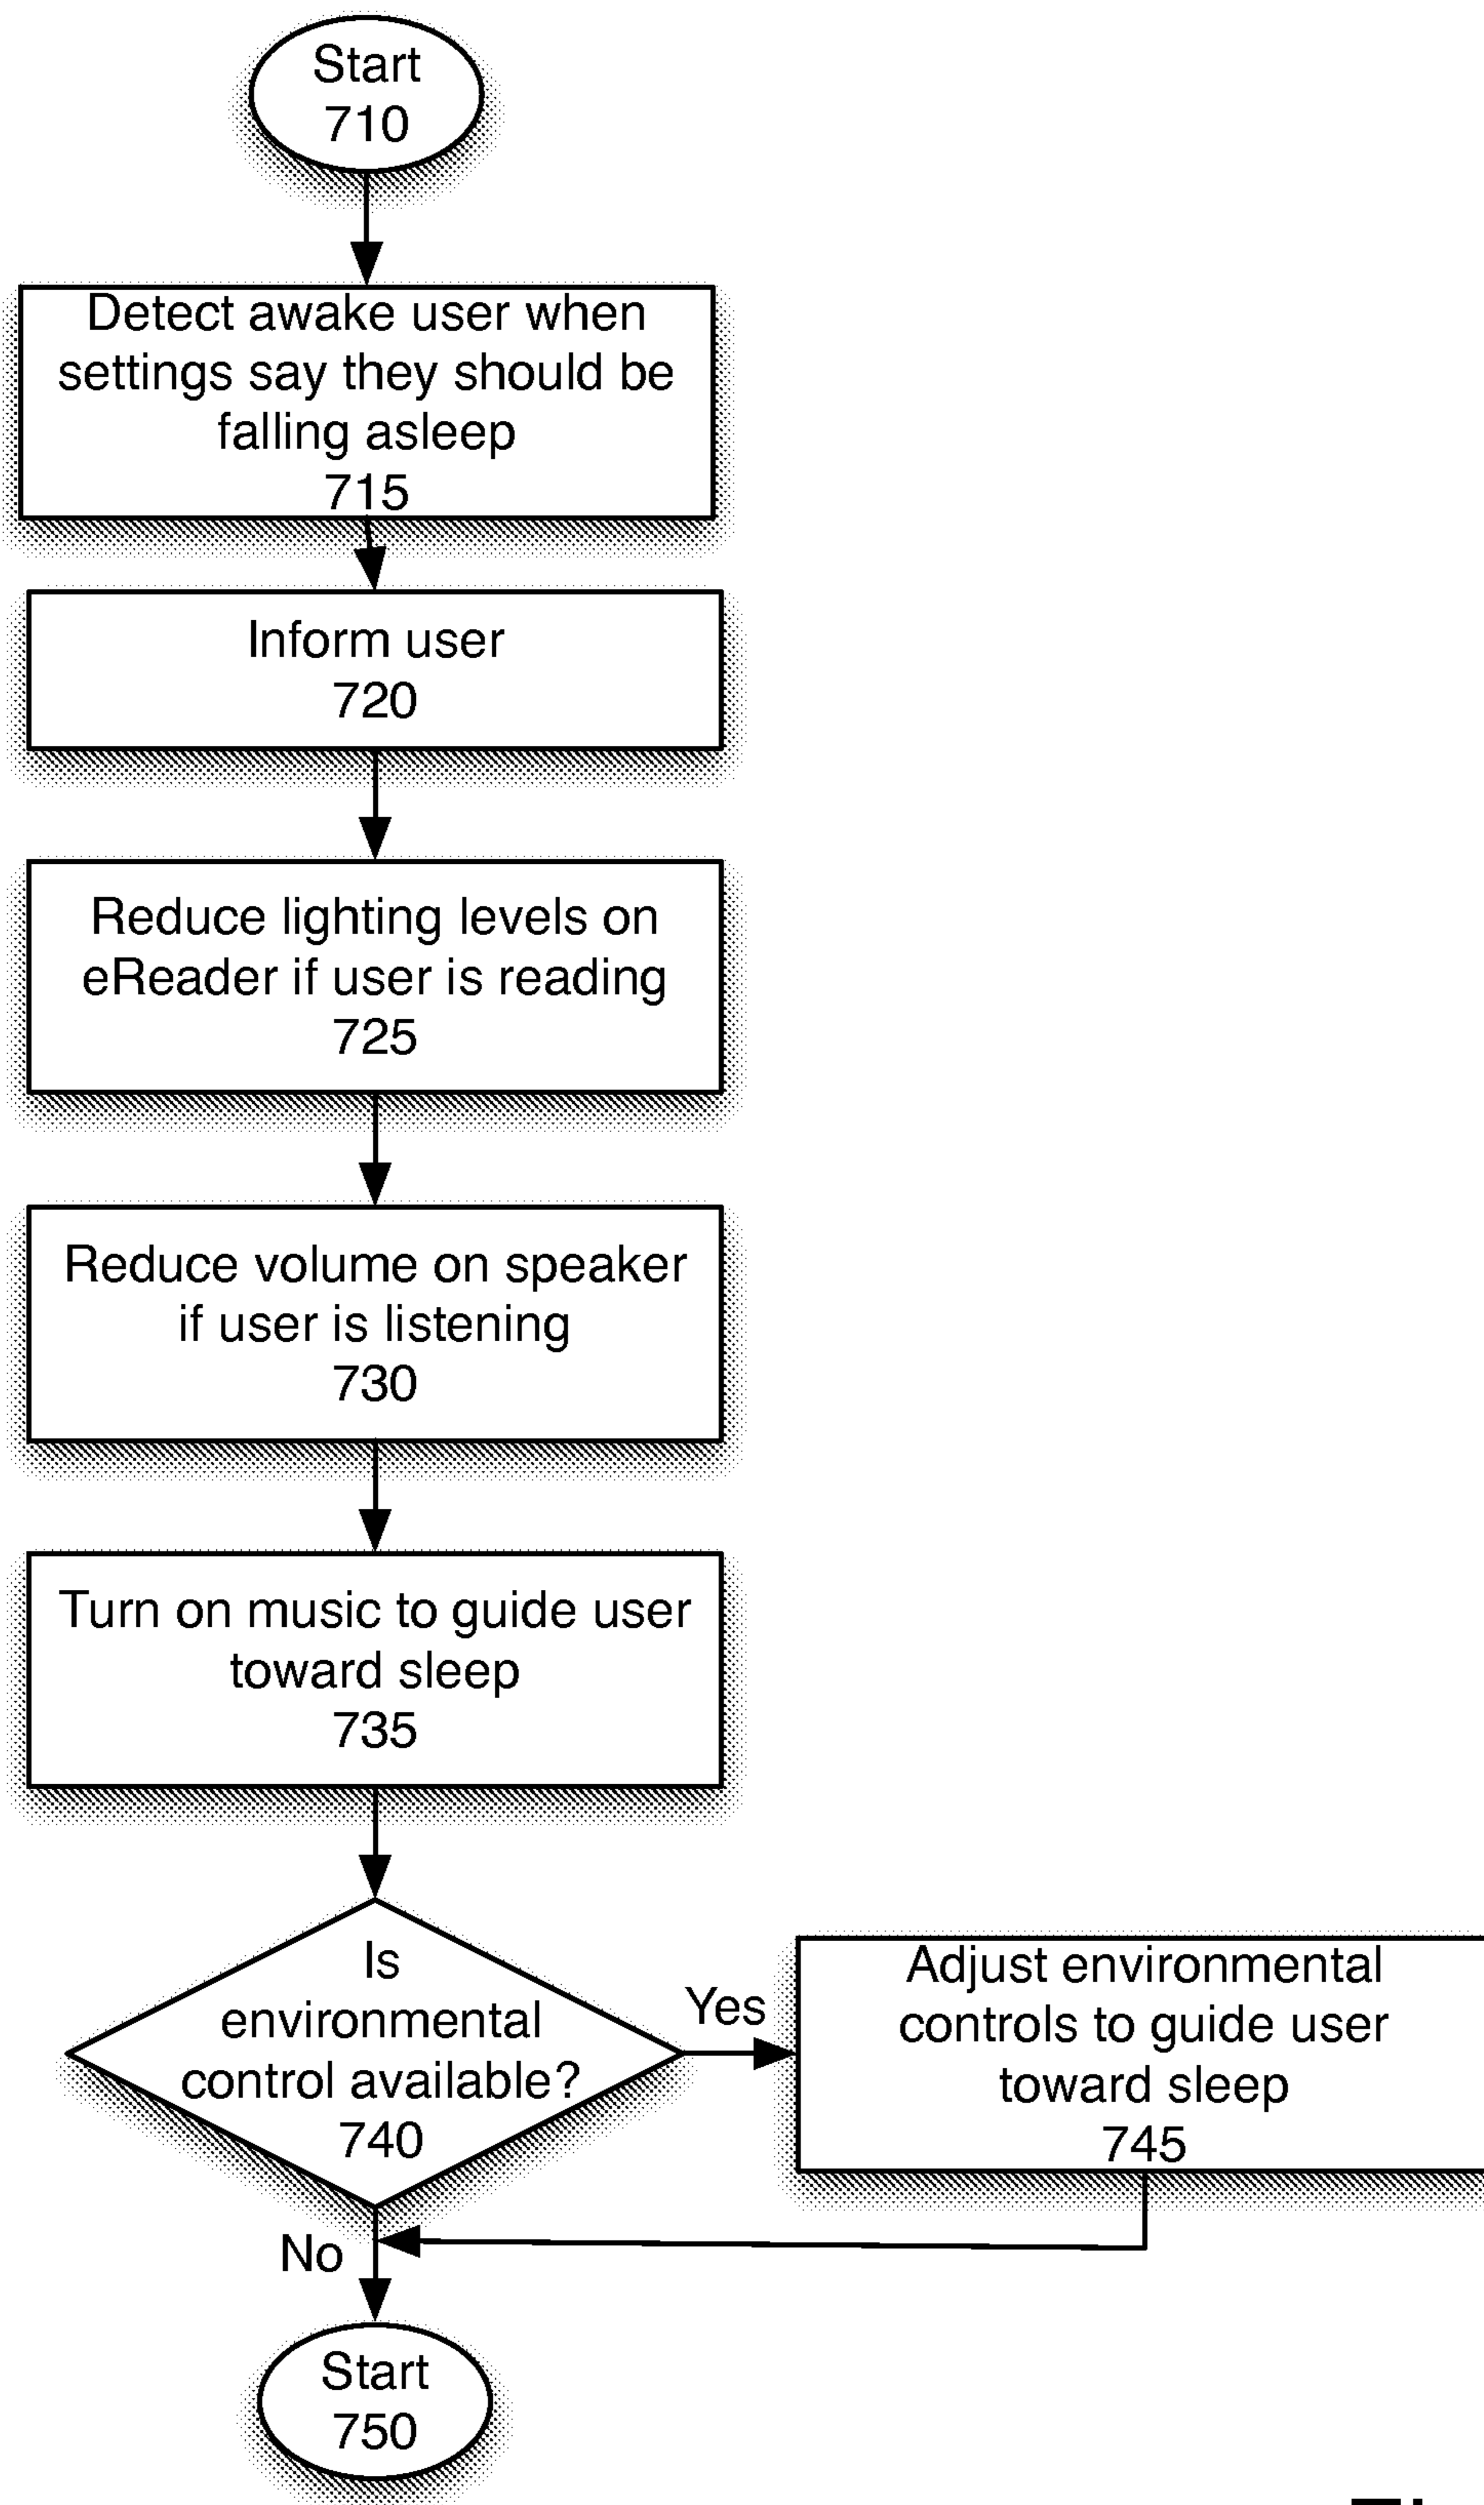 Start
710
Detect awake user when
settings say they should be
falling asleep
715
Inform user
720
Reduce lighting levels on
eReader if user is reading
725
Reduce volume on speaker
if user is listening
730
Turn on music to guide user
toward sleep
735
Is
environmental
control available?
740
Yes
Adjust environmental
controls to guide user
toward sleep
745
No
Start
750